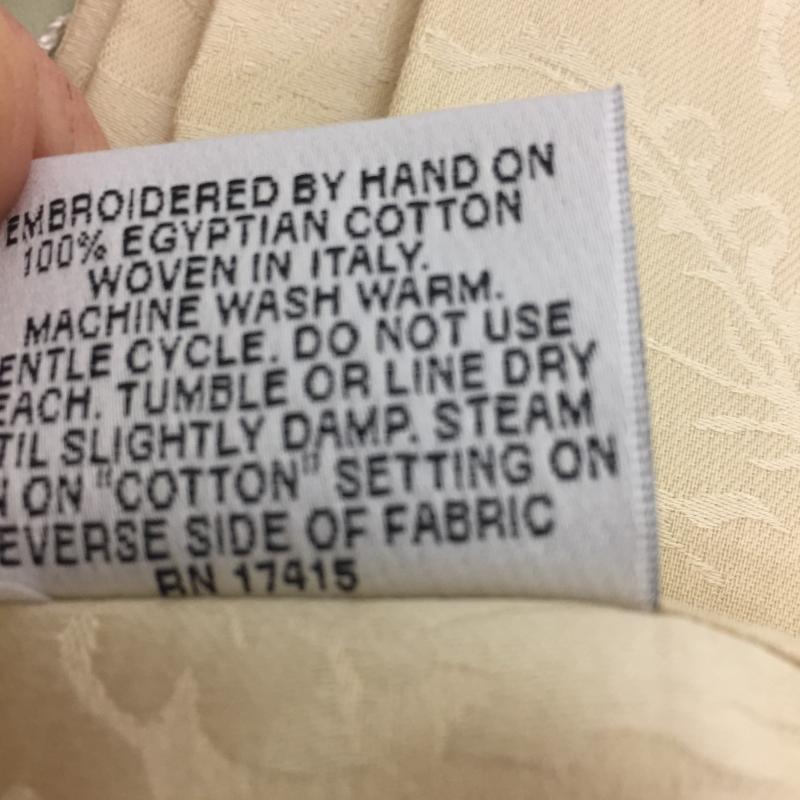 EMBROIDERED BY HAND ON
100% EGYPTIAN COTTON
WOVEN IN ITALY.
MACHINE WASH WARM.
ENTLE CYCLE. DO NOT USE
EACH. TUMBLE OR LINE DRY
TIL SLIGHTLY DAMP. STEAM
N ON "COTTON" SETTING ON
EVERSE SIDE OF FABRIC
RN 17415